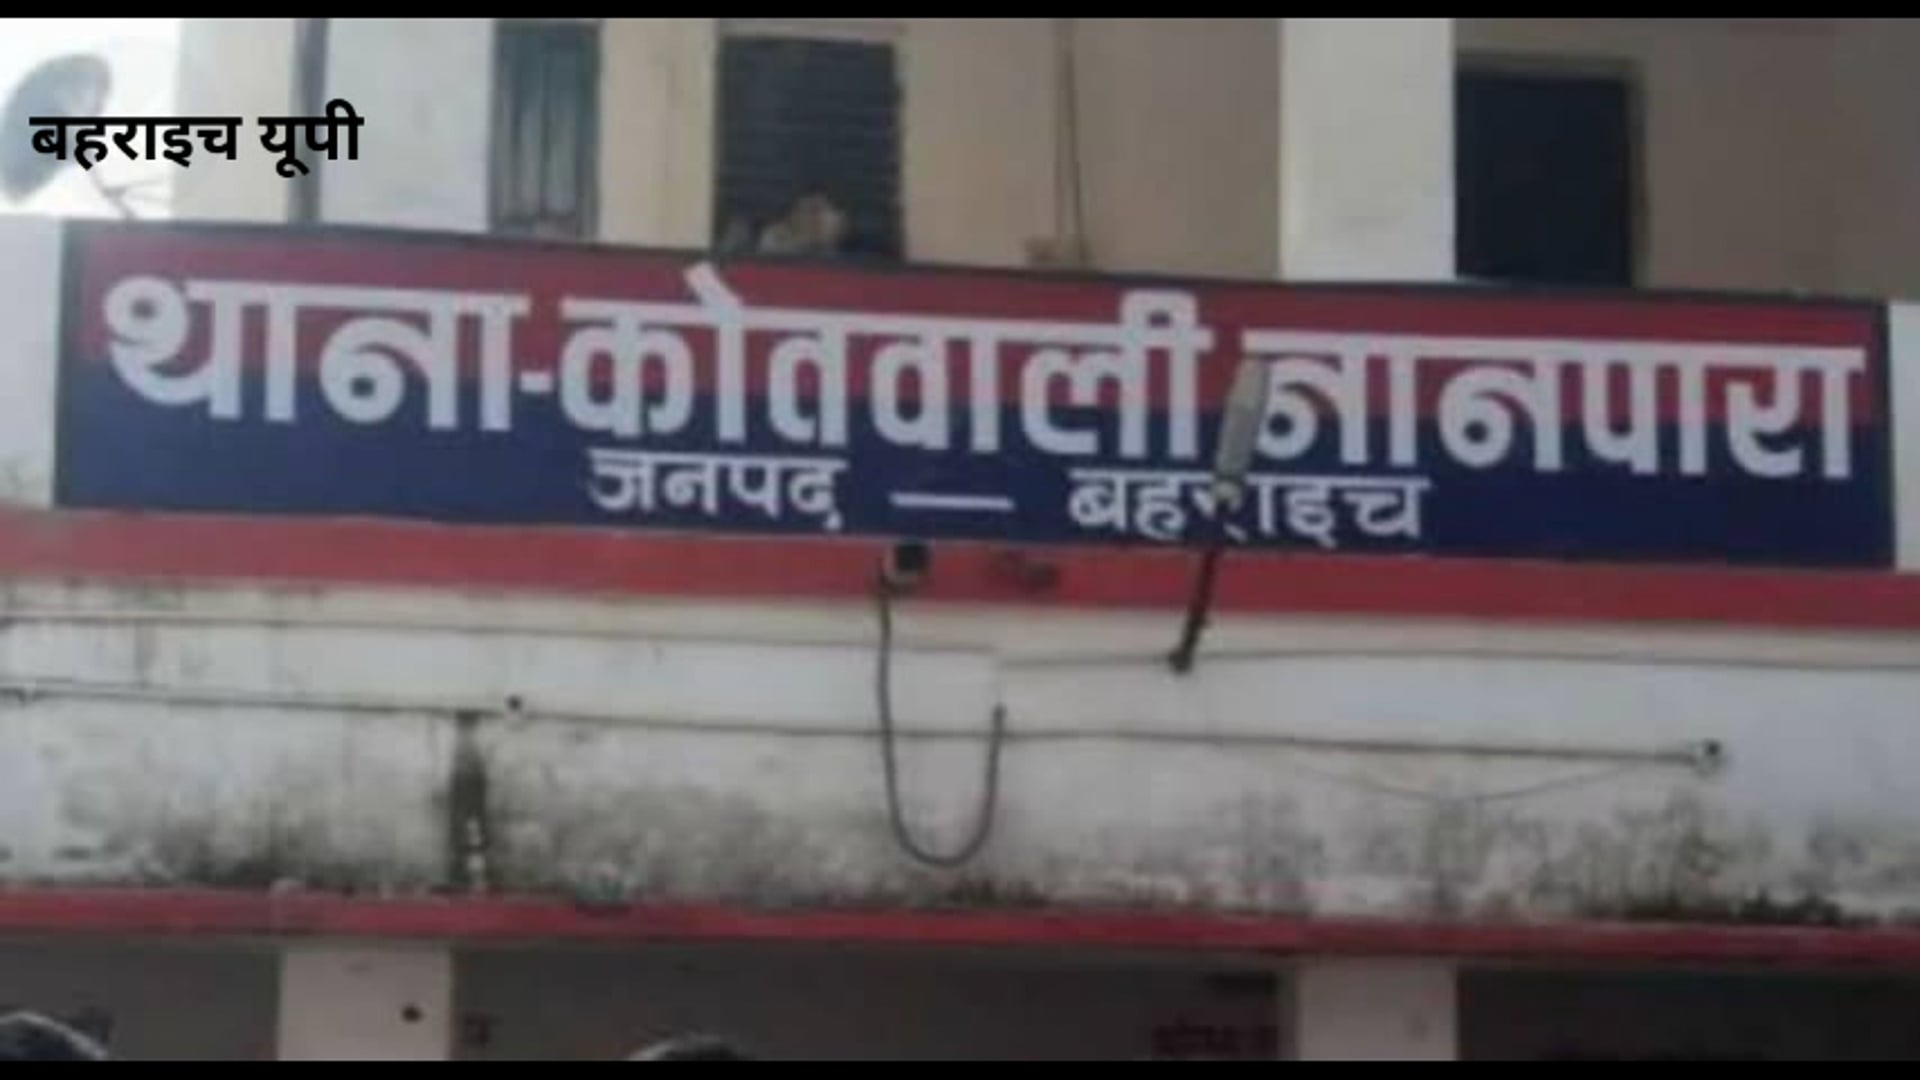 बहराइच यूपी
थाना-कोतवाली नानपारा
जनपद — बहराइच